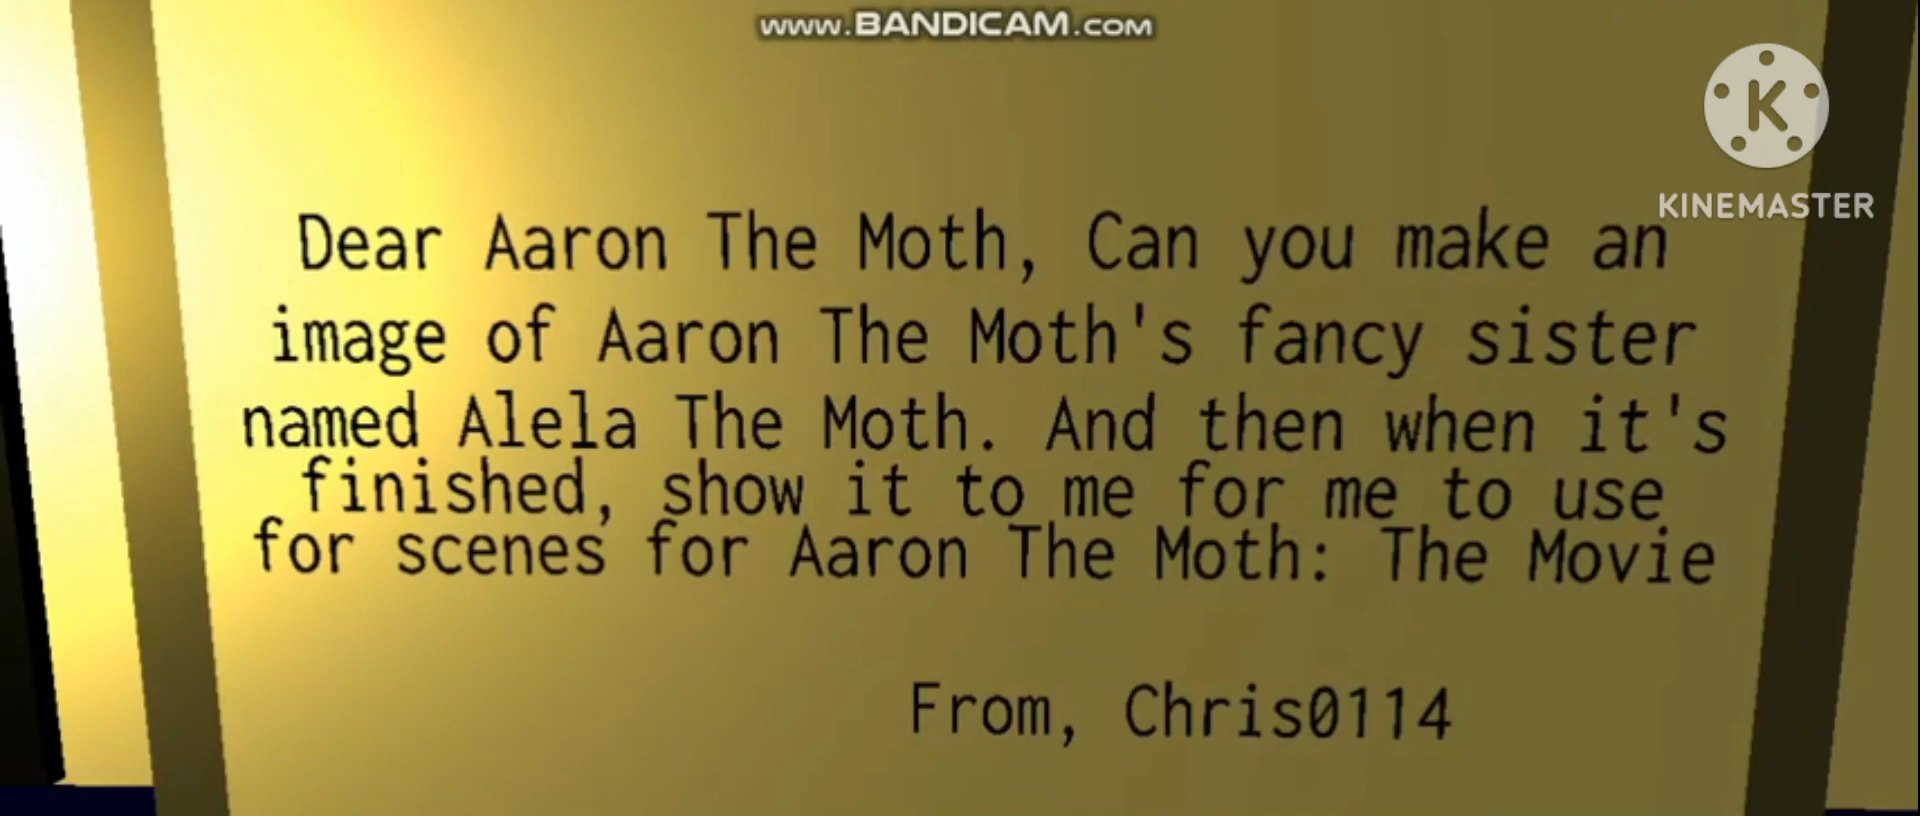 www.BANDICAM.com
K
KINEMASTER
Dear Aaron The Moth, Can you make an
image of Aaron The Moth's fancy sister
named Alela The Moth. And then when it's
finished, show it to me for me to use
for scenes for Aaron The Moth: The Movie
From, Chris0114